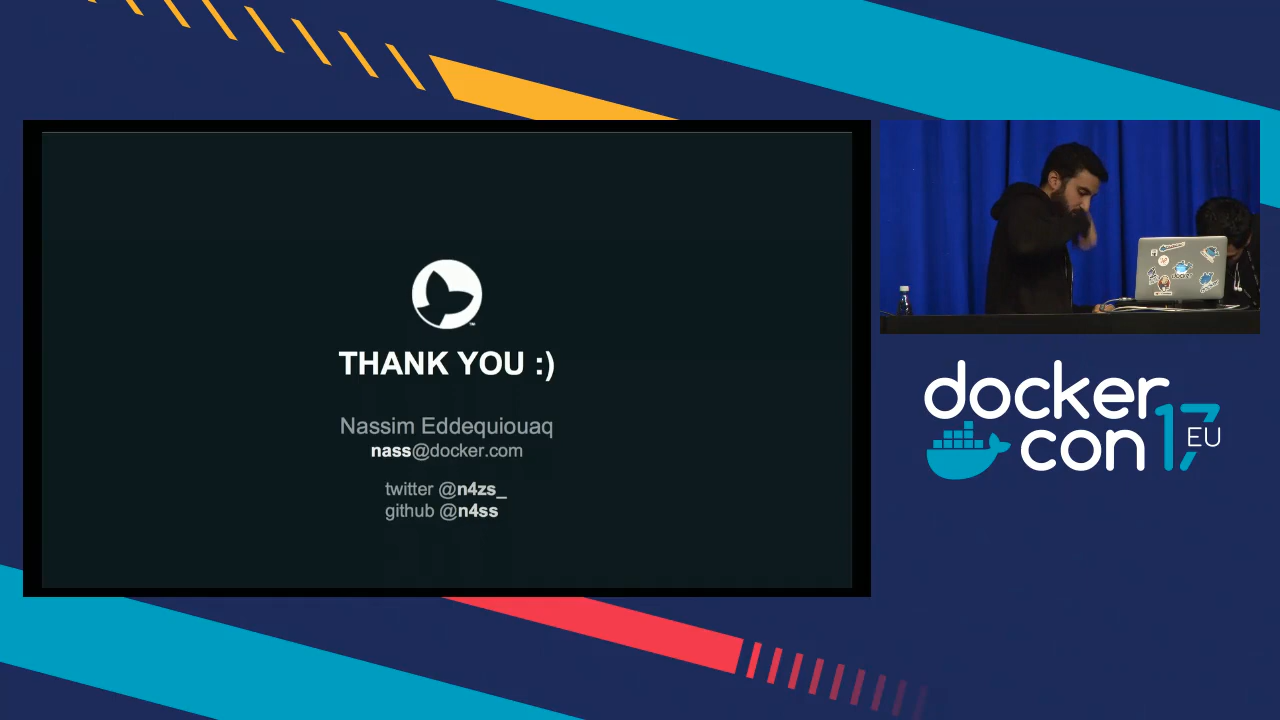 THANK YOU :)
Nassim Eddequiouaq
nass@docker.com
twitter @n4zs_
github @n4ss
docker
con 17 EU